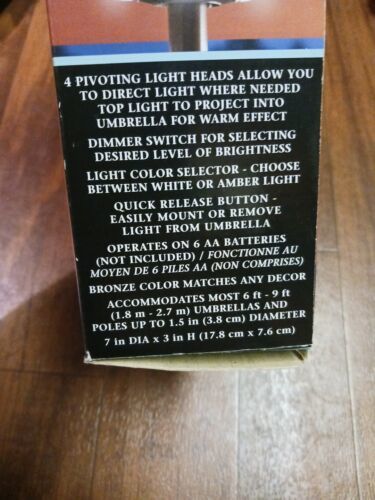 4 PIVOTING LIGHT HEADS ALLOW YOU
TO DIRECT LIGHT WHERE NEEDED
TOP LIGHT TO PROJECT INTO
UMBRELLA FOR WARM EFFECT
DIMMER SWITCH FOR SELECTING
DESIRED LEVEL OF BRIGHTNESS
LIGHT COLOR SELECTOR - CHOOSE
BETWEEN WHITE OR AMBER LIGHT
QUICK RELEASE BUTTON -
EASILY MOUNT OR REMOVE
LIGHT FROM UMBRELLA
OPERATES ON 6 AA BATTERIES
(NOT INCLUDED) / FONCTIONNE AU
MOYEN DE 6 PILES AA (NON COMPRISES)
BRONZE COLOR MATCHES ANY DECOR
ACCOMMODATES MOST 6 ft - 9 ft
(1.8 m - 2.7 m) UMBRELLAS AND
POLES UP TO 1.5 in (3.8 cm) DIAMETER
7 in DIA x 3 in H (17.8 cm x 7.6 cm)